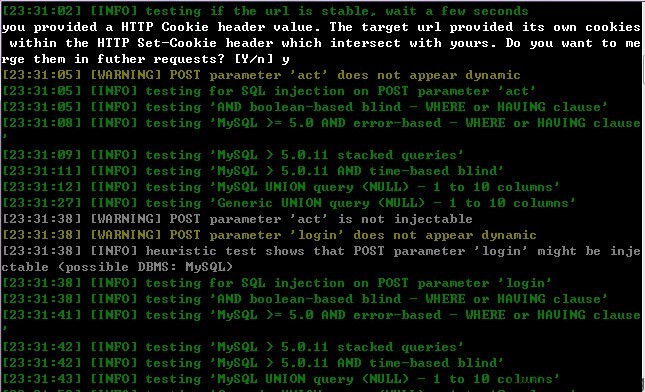 [23:31:02] [INFO] testing if the url is stable, wait a few seconds
you provided a HTTP Cookie header value. The target url provided its own cookies
within the HTTP Set-Cookie header which intersect with yours. Do you want to me
rge them in futher requests? [Y/n] y
[23:31:05] [WARNING] POST parameter 'act' does not appear dynamic
[23:31:05] [INFO] testing for SQL injection on POST parameter 'act'
[23:31:05] [INFO] testing 'AND boolean-based blind - WHERE or HAVING clause'
[23:31:08] [INFO] testing 'MySQL >= 5.0 AND error-based - WHERE or HAVING clause
'
[23:31:09] [INFO] testing 'MySQL > 5.0.11 stacked queries'
[23:31:11] [INFO] testing 'MySQL > 5.0.11 AND time-based blind'
[23:31:12] [INFO] testing 'MySQL UNION query (NULL) - 1 to 10 columns'
[23:31:27] [INFO] testing 'Generic UNION query (NULL) - 1 to 10 columns'
[23:31:38] [WARNING] POST parameter 'act' is not injectable
[23:31:38] [WARNING] POST parameter 'login' does not appear dynamic
[23:31:38] [INFO] heuristic test shows that POST parameter 'login' might be inje
ctable (possible DBMS: MySQL)
[23:31:38] [INFO] testing for SQL injection on POST parameter 'login'
[23:31:38] [INFO] testing 'AND boolean-based blind - WHERE or HAVING clause'
[23:31:41] [INFO] testing 'MySQL >= 5.0 AND error-based - WHERE or HAVING clause
'
[23:31:42] [INFO] testing 'MySQL > 5.0.11 stacked queries'
[23:31:42] [INFO] testing 'MySQL > 5.0.11 AND time-based blind'
[23:31:43] [INFO] testing 'MySQL UNION query (NULL) - 1 to 10 columns'